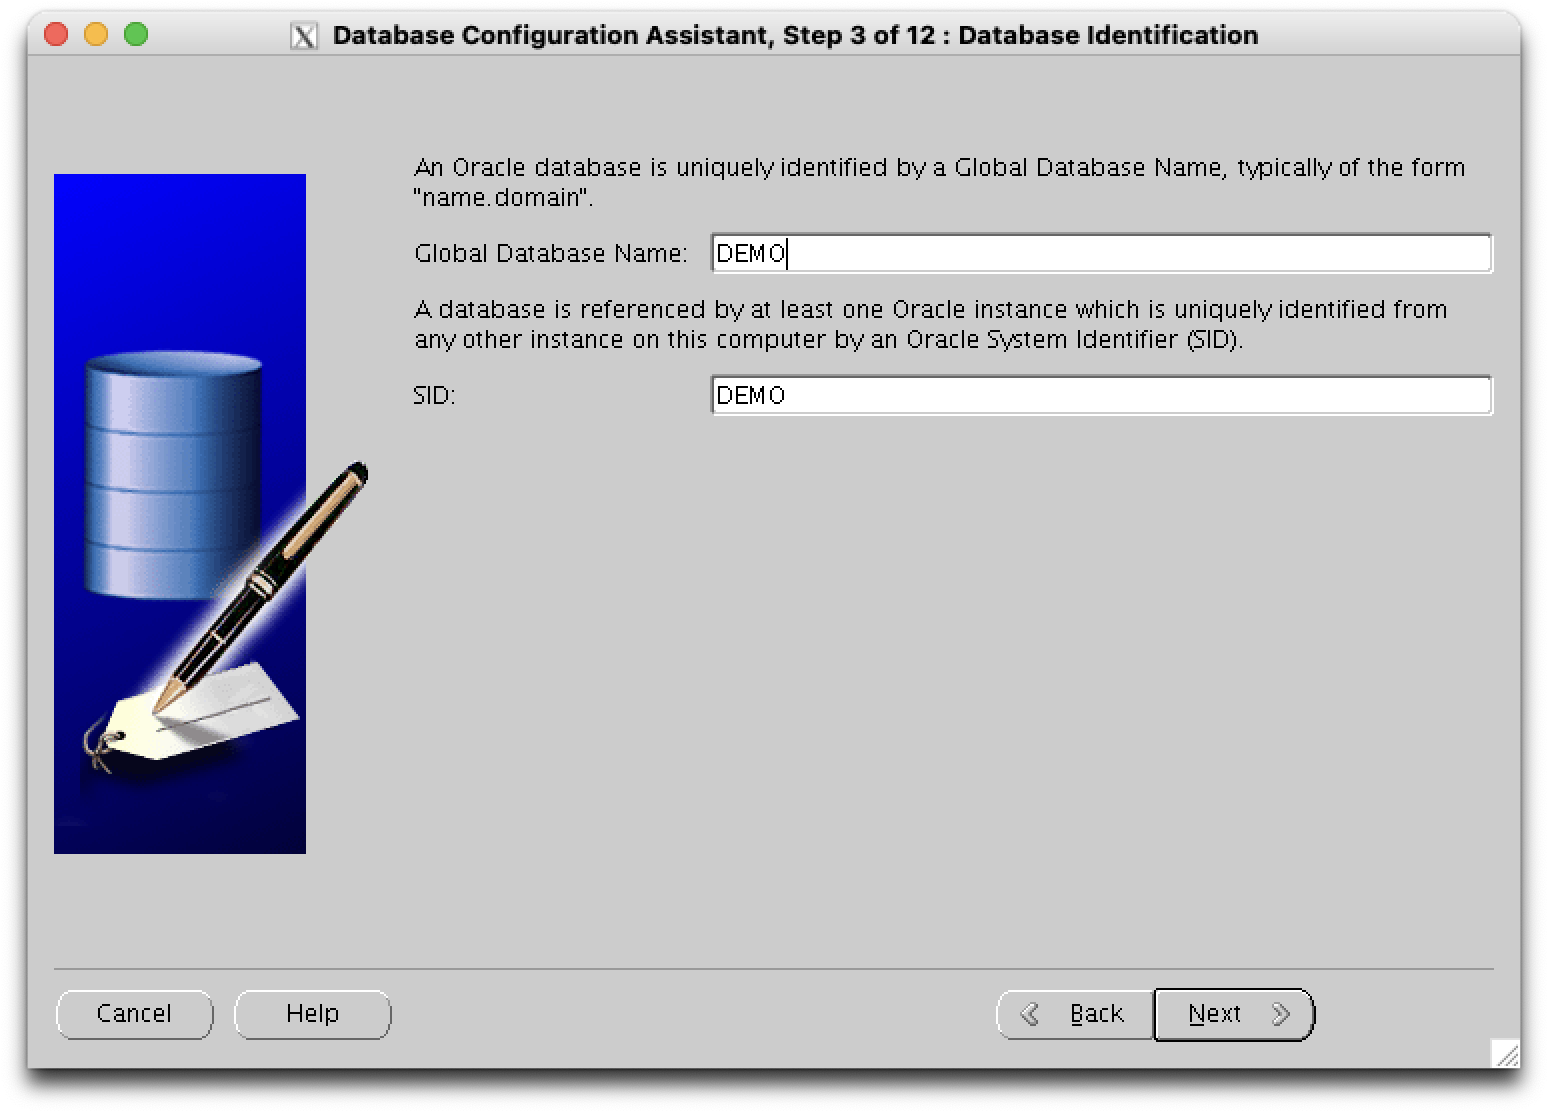 Database Configuration Assistant, Step 3 of 12 : Database Identification
An Oracle database is uniquely identified by a Global Database Name, typically of the form
"name.domain".
Global Database Name: DEMO
A database is referenced by at least one Oracle instance which is uniquely identified from
any other instance on this computer by an Oracle System Identifier (SID).
SID: DEMO
Cancel Help Back Next